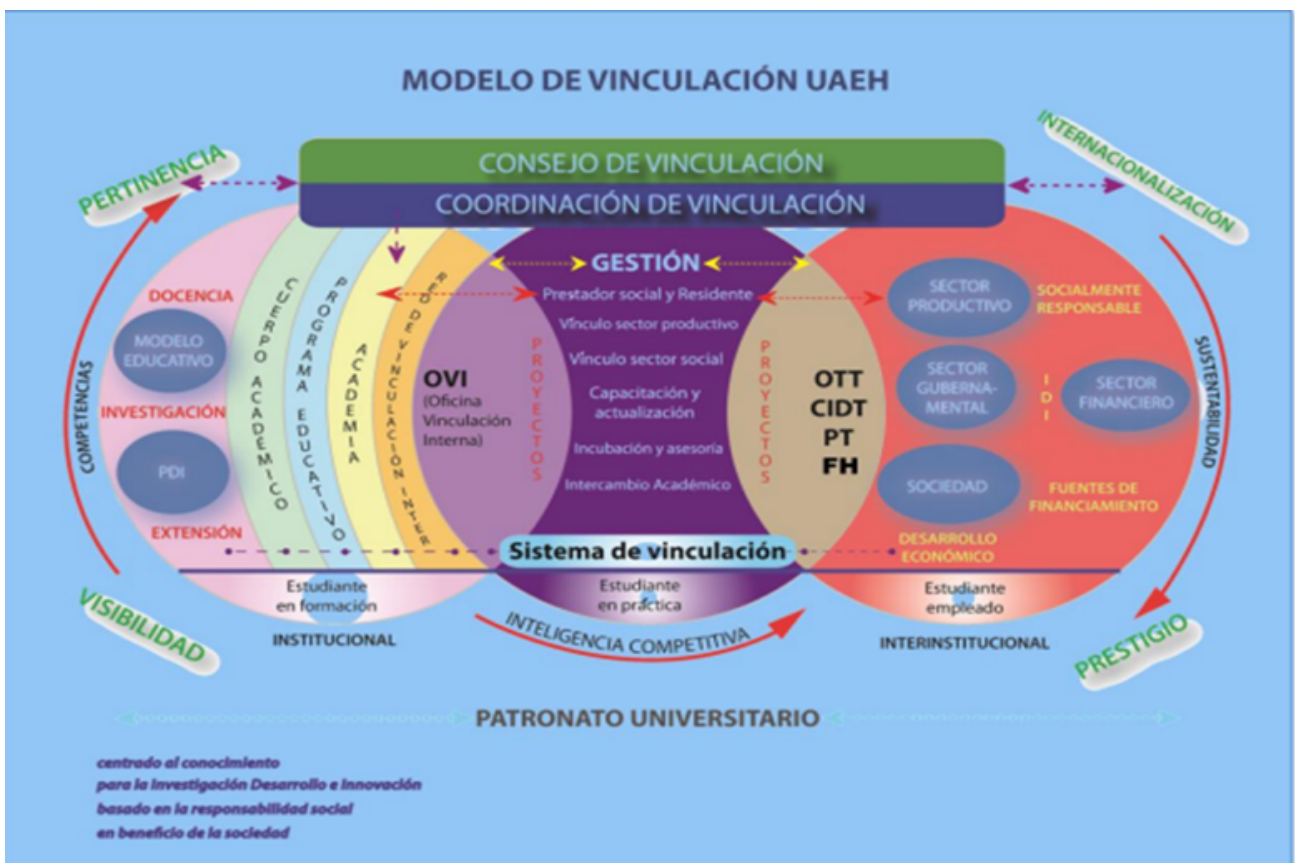 MODELO DE VINCULACIÓN UAEH
PERTINENCIA
INTERNACIONALIZACIÓN
CONSEJO DE VINCULACIÓN
COORDINACIÓN DE VINCULACIÓN
COMPETENCIAS
DOCENCIA
MODELO
EDUCATIVO
INVESTIGACIÓN
PDI
EXTENSIÓN
CUERPO ACADEMICO
PROGRAMA EDUCATIVO
ACADEMIA
RED DE VINCULACIÓN INTER
OVI
(Oficina
Vinculación
Interna)
PROYECTOS
GESTIÓN
Prestador social y Residente
Vínculo sector productivo
Vínculo sector social
Capacitación y
actualización
Incubación y asesoría
Intercambio Académico
PROYECTOS
OTT
CIDT
PT
FH
SECTOR
PRODUCTIVO
SOCIALMENTE
RESPONSABLE
SECTOR
GUBERNA-
MENTAL
IDI
SECTOR
FINANCIERO
SOCIEDAD
FUENTES DE
FINANCIAMIENTO
DESARROLLO
ECONÓMICO
SUSTENTABILIDAD
Sistema de vinculación
Estudiante
en formación
Estudiante
en práctica
Estudiante
empleado
VISIBILIDAD
INSTITUCIONAL
INTELIGENCIA COMPETITIVA
INTERINSTITUCIONAL
PRESTIGIO
PATRONATO UNIVERSITARIO
centrado al conocimiento
para la Investigación Desarrollo e Innovación
basado en la responsabilidad social
en beneficio de la sociedad